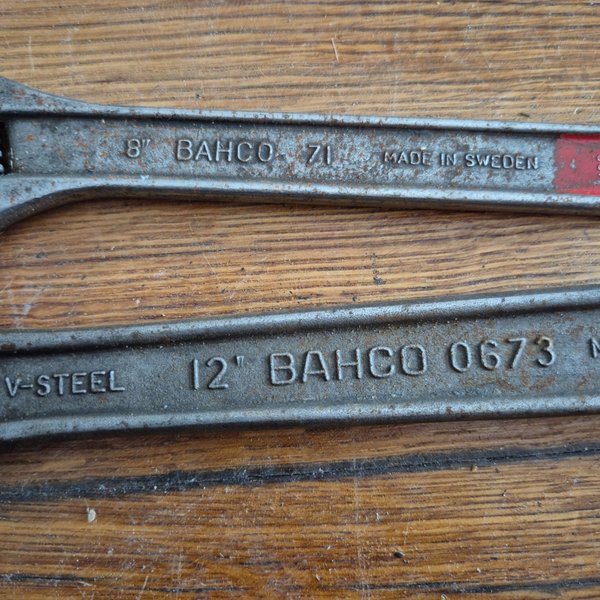 8" BAHCO 71 MADE IN SWEDEN
V-STEEL 12" BAHCO 0673